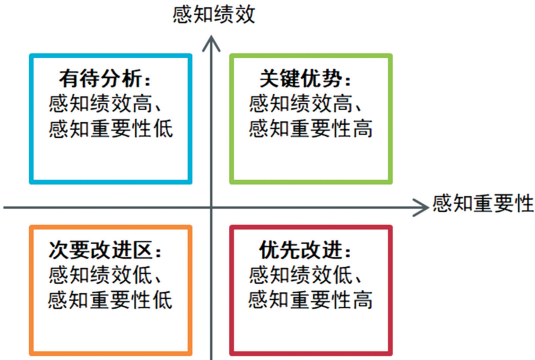 感知绩效
有待分析：
感知绩效高、
感知重要性低
关键优势：
感知绩效高、
感知重要性高
感知重要性
次要改进区：
感知绩效低、
感知重要性低
优先改进：
感知绩效低、
感知重要性高